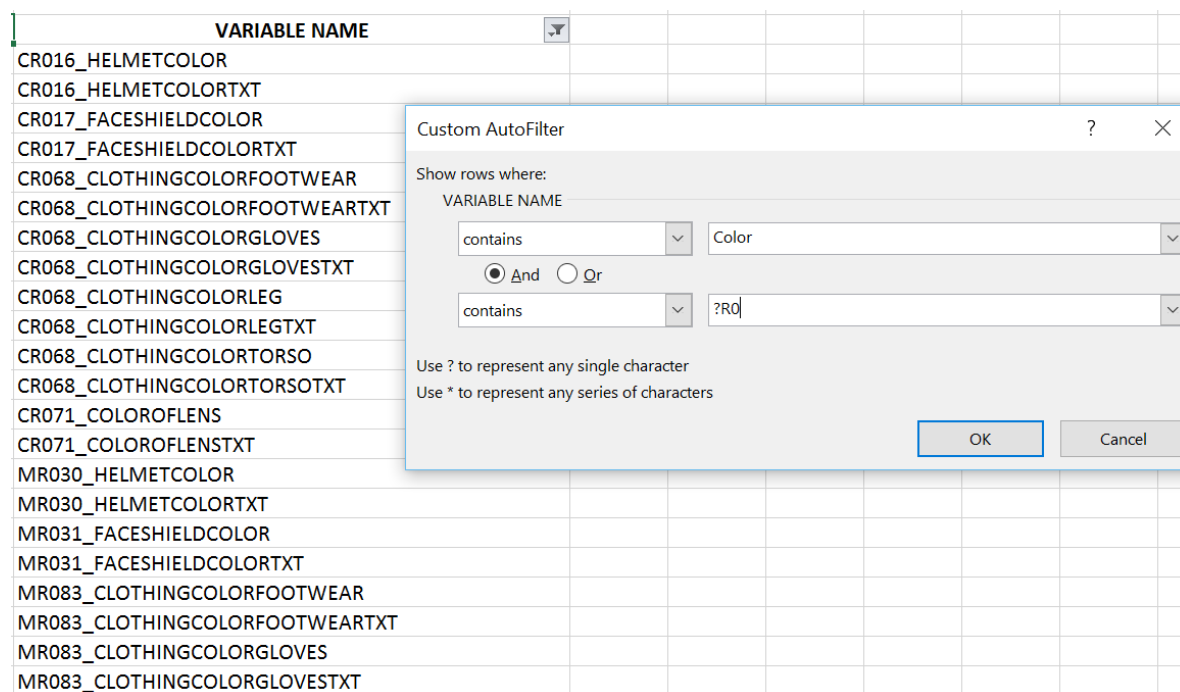 VARIABLE NAME
CR016_HELMETCOLOR
CR016_HELMETCOLORTXT
CR017_FACESHIELDCOLOR
CR017_FACESHIELDCOLORTXT
CR068_CLOTHINGCOLORFOOTWEAR
CR068_CLOTHINGCOLORFOOTWEARTXT
CR068_CLOTHINGCOLORGLOVES
CR068_CLOTHINGCOLORGLOVESTXT
CR068_CLOTHINGCOLORLEG
CR068_CLOTHINGCOLORLEGTXT
CR068_CLOTHINGCOLORTORSO
CR068_CLOTHINGCOLORTORSOTXT
CR071_COLOROFLENS
CR071_COLOROFLENSTXT
MR030_HELMETCOLOR
MR030_HELMETCOLORTXT
MR031_FACESHIELDCOLOR
MR031_FACESHIELDCOLORTXT
MR083_CLOTHINGCOLORFOOTWEAR
MR083_CLOTHINGCOLORFOOTWEARTXT
MR083_CLOTHINGCOLORGLOVES
MR083_CLOTHINGCOLORGLOVESTXT
Custom AutoFilter ?
Show rows where:
VARIABLE NAME
contains Color
And Or
contains ?R0
Use ? to represent any single character
Use * to represent any series of characters
OK Cancel